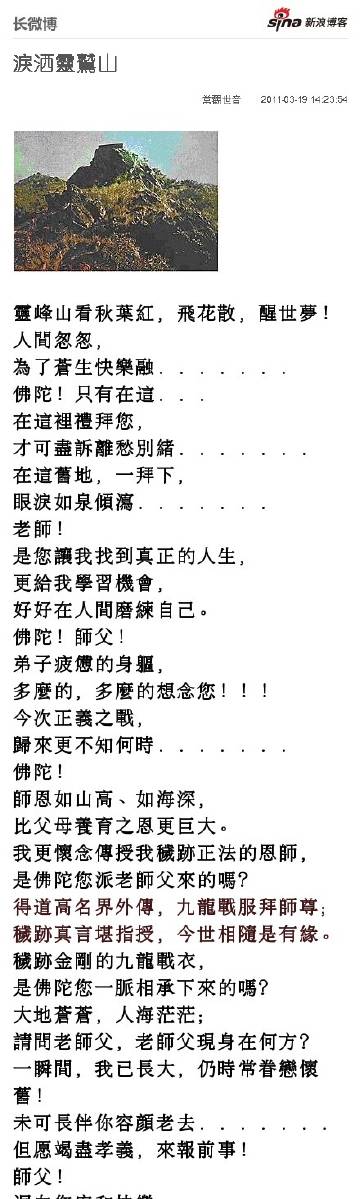 长微博
sina 新浪博客
淚洒靈鷲山
2011-03-19 14:23:54
靈峰山看秋葉紅，飛花散，醒世夢！
人間怱怱，
為了蒼生快樂融．．．．．．．
佛陀！只有在這．．．
在這裡禮拜您，
才可盡訴離愁別緒．．．．．．．
在這舊地，一拜下，
眼淚如泉傾瀉．．．．．．．
老師！
是您讓我找到真正的人生，
更給我學習機會，
好好在人間磨練自己。
佛陀！師父！
弟子疲憊的身軀，
多麼的，多麼的想念您！！！
今次正義之戰，
歸來更不知何時．．．．．．．
佛陀！
師恩如山高、如海深，
比父母養育之恩更巨大。
我更懷念傳授我穢跡正法的恩師，
是佛陀您派老師父來的嗎？
得道高名界外傳，九龍戰服拜師尊；
穢跡真言堪指授，今世相隨是有緣。
穢跡金剛的九龍戰衣，
是佛陀您一脈相承下來的嗎？
大地蒼蒼，人海茫茫；
請問老師父，老師父現身在何方？
一瞬間，我已長大，仍時常眷戀懷
舊！
未可長伴你容顏老去．．．．．．．
但愿竭盡孝義，來報前事！
師父！